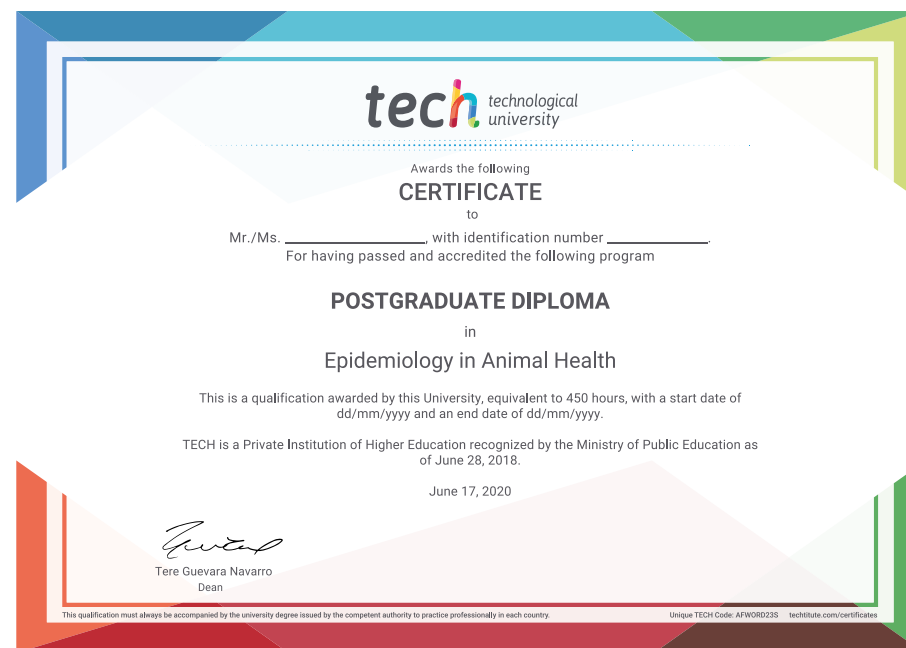 tech technological
university
Awards the following
CERTIFICATE
to
Mr./Ms. ____________, with identification number ____________.
For having passed and accredited the following program
POSTGRADUATE DIPLOMA
in
Epidemiology in Animal Health
This is a qualification awarded by this University, equivalent to 450 hours, with a start date of
dd/mm/yyyy and an end date of dd/mm/yyyy.
TECH is a Private Institution of Higher Education recognized by the Ministry of Public Education as
of June 28, 2018.
June 17, 2020
Tere Guevara Navarro
Dean
This qualification must always be accompanied by the university degree issued by the competent authority to practice professionally in each country. Unique TECH Code: AFWORD23S techtitute.com/certificates